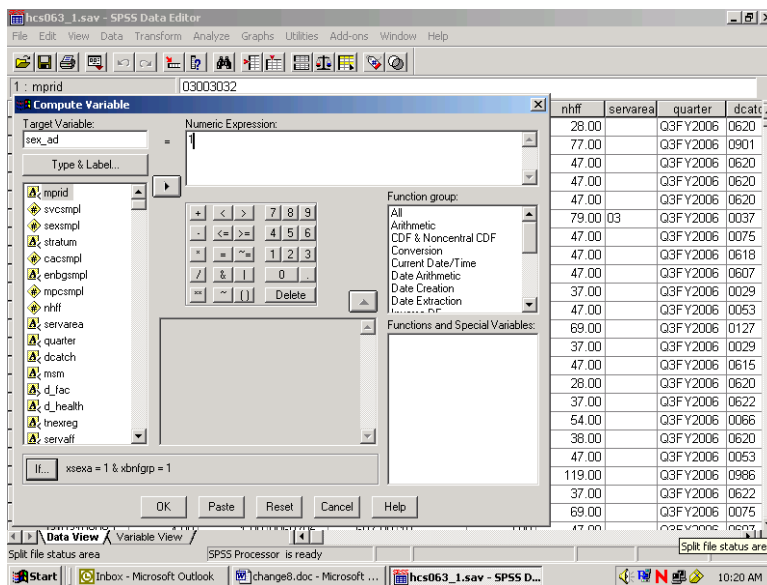 hcs063_1.sav - SPSS Data Editor
File Edit View Data Transform Analyze Graphs Utilities Add-ons Window Help
1 : mprid 03003032
Compute Variable
Target Variable:
sex_ad
=
Numeric Expression:
1
Type & Label...
mprid
svcsmpl
sexsmpl
stratum
cacsmpl
enbgsmpl
mpcsmpl
nhff
servarea
quarter
dcatch
msm
d_fac
d_health
tnexreg
servaff
+ < > 7 8 9
- <= >= 4 5 6
* = ~= 1 2 3
/ & | 0 .
** ~ () Delete
Function group:
All
Arithmetic
CDF & Noncentral CDF
Conversion
Current Date/Time
Date Arithmetic
Date Creation
Date Extraction
Functions and Special Variables:
If... xsexa = 1 & xbnfgrp = 1
OK Paste Reset Cancel Help
nhff servarea quarter dcatc
28.00 Q3FY2006 0620
77.00 Q3FY2006 0901
47.00 Q3FY2006 0620
47.00 Q3FY2006 0620
47.00 Q3FY2006 0620
79.00 03 Q3FY2006 0037
47.00 Q3FY2006 0075
47.00 Q3FY2006 0618
47.00 Q3FY2006 0607
37.00 Q3FY2006 0029
47.00 Q3FY2006 0053
69.00 Q3FY2006 0127
37.00 Q3FY2006 0029
47.00 Q3FY2006 0615
28.00 Q3FY2006 0620
37.00 Q3FY2006 0622
54.00 Q3FY2006 0066
38.00 Q3FY2006 0620
47.00 Q3FY2006 0053
119.00 Q3FY2006 0986
37.00 Q3FY2006 0622
69.00 Q3FY2006 0075
47.00 Q3FY2006 0607
Data View Variable View
Split file status area SPSS Processor is ready
Split file status are
Start Inbox - Microsoft Outlook change8.doc - Microsoft ... hcs063_1.sav - SPSS D... 10:20 AM